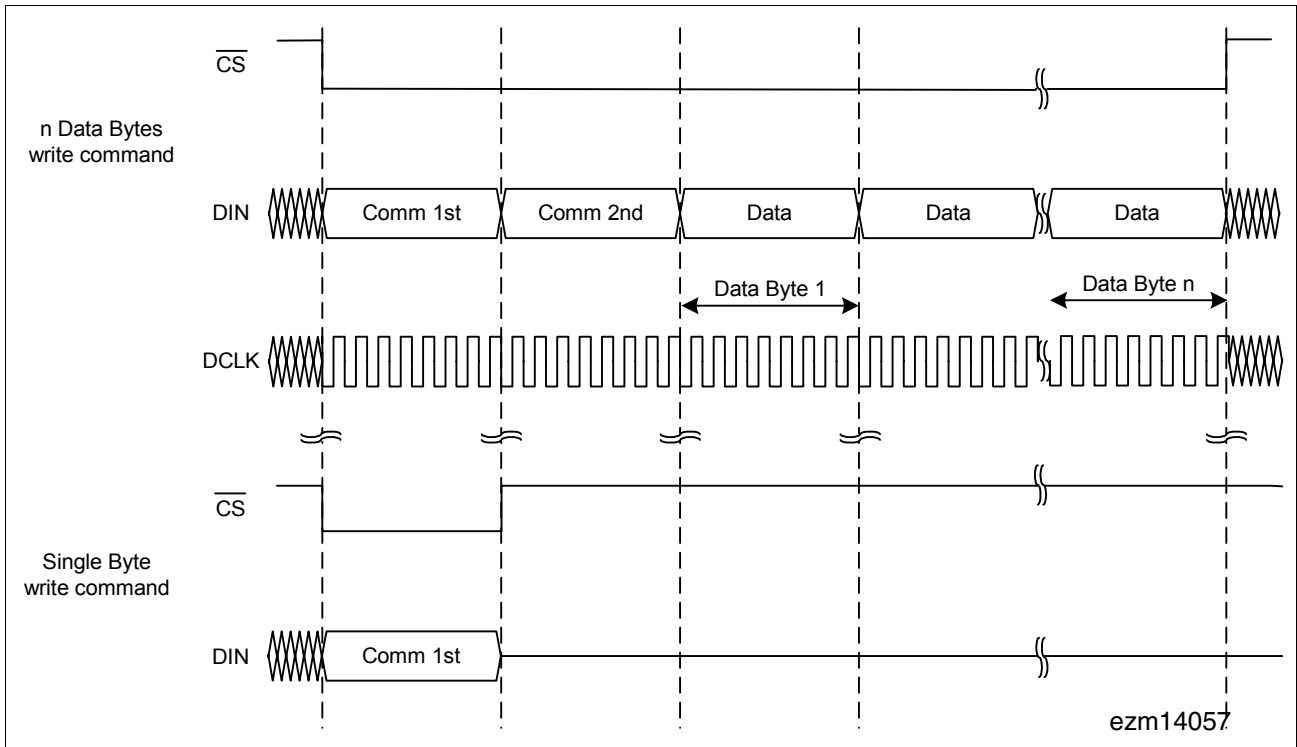 CS
n Data Bytes
write command
DIN
Comm 1st
Comm 2nd
Data
Data
Data
Data Byte 1
Data Byte n
DCLK
CS
Single Byte
write command
DIN
Comm 1st
ezm14057